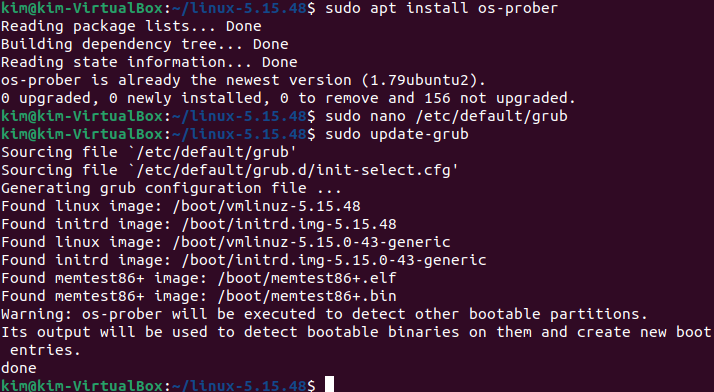 kim@kim-VirtualBox:~/linux-5.15.48$ sudo apt install os-prober
Reading package lists... Done
Building dependency tree... Done
Reading state information... Done
os-prober is already the newest version (1.79ubuntu2).
0 upgraded, 0 newly installed, 0 to remove and 156 not upgraded.
kim@kim-VirtualBox:~/linux-5.15.48$ sudo nano /etc/default/grub
kim@kim-VirtualBox:~/linux-5.15.48$ sudo update-grub
Sourcing file `/etc/default/grub'
Sourcing file `/etc/default/grub.d/init-select.cfg'
Generating grub configuration file ...
Found linux image: /boot/vmlinuz-5.15.48
Found initrd image: /boot/initrd.img-5.15.48
Found linux image: /boot/vmlinuz-5.15.0-43-generic
Found initrd image: /boot/initrd.img-5.15.0-43-generic
Found memtest86+ image: /boot/memtest86+.elf
Found memtest86+ image: /boot/memtest86+.bin
Warning: os-prober will be executed to detect other bootable partitions.
Its output will be used to detect bootable binaries on them and create new boot
 entries.
done
kim@kim-VirtualBox:~/linux-5.15.48$